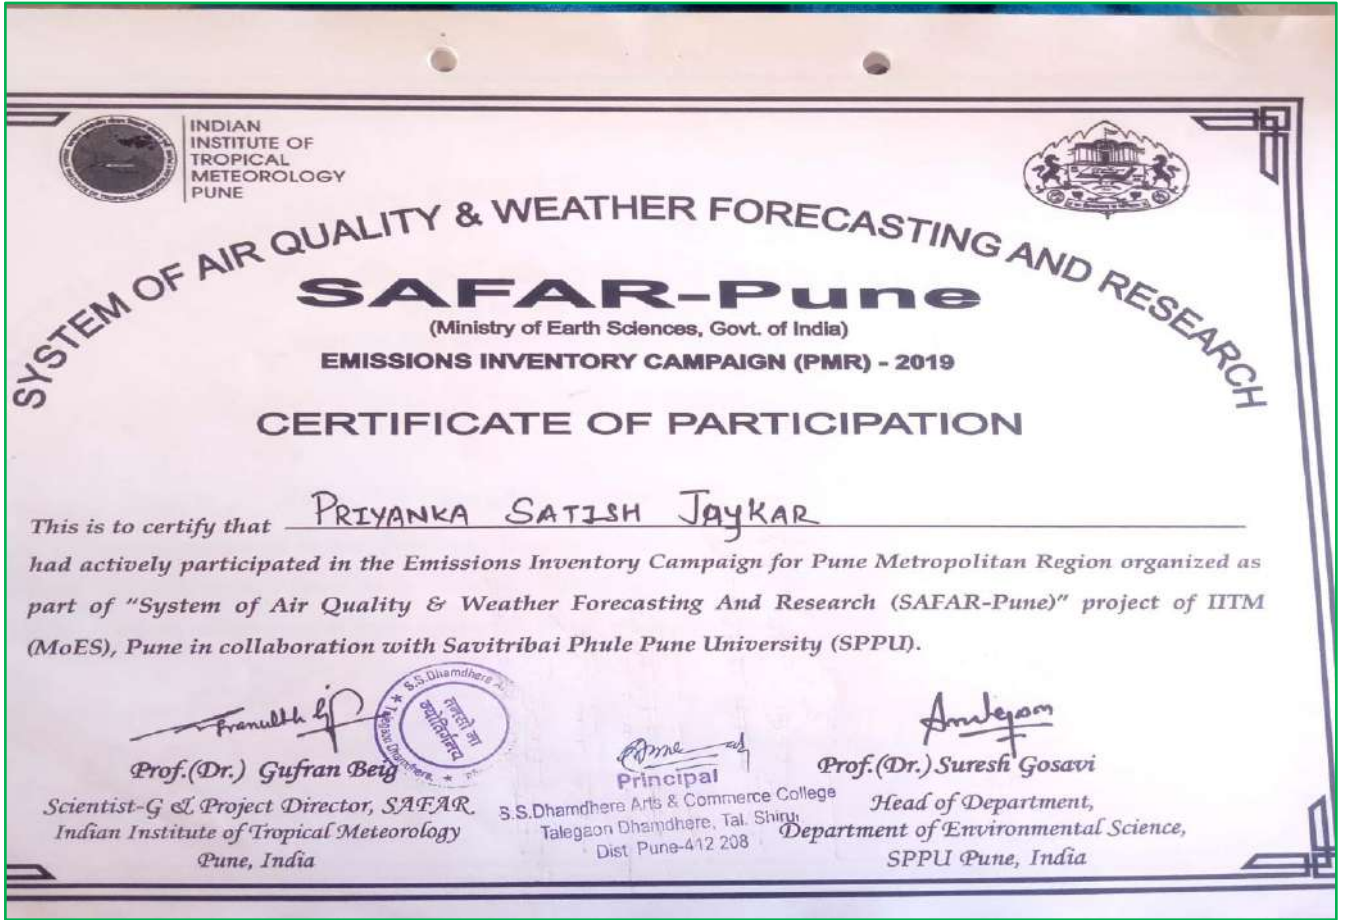 INDIAN
INSTITUTE OF
TROPICAL
METEOROLOGY
PUNE
SYSTEM OF AIR QUALITY & WEATHER FORECASTING AND RESEARCH
SAFAR-Pune
(Ministry of Earth Sciences, Govt. of India)
EMISSIONS INVENTORY CAMPAIGN (PMR) - 2019
CERTIFICATE OF PARTICIPATION
This is to certify that PRIYANKA SATISH JAYKAR
had actively participated in the Emissions Inventory Campaign for Pune Metropolitan Region organized as
part of "System of Air Quality & Weather Forecasting And Research (SAFAR-Pune)" project of IITM
(MoES), Pune in collaboration with Savitribai Phule Pune University (SPPU).
S.S.Dhamdhere
Talegaon Dhamdhere
तमसो मा
ज्योतिर्गमय
Prof.(Dr.) Gufran Beig
Scientist-G & Project Director, SAFAR
Indian Institute of Tropical Meteorology
Pune, India
Principal
S.S.Dhamdhere Arts & Commerce College
Talegaon Dhamdhere, Tal. Shirur
Dist Pune-412 208
Prof.(Dr.) Suresh Gosavi
Head of Department,
Department of Environmental Science,
SPPU Pune, India